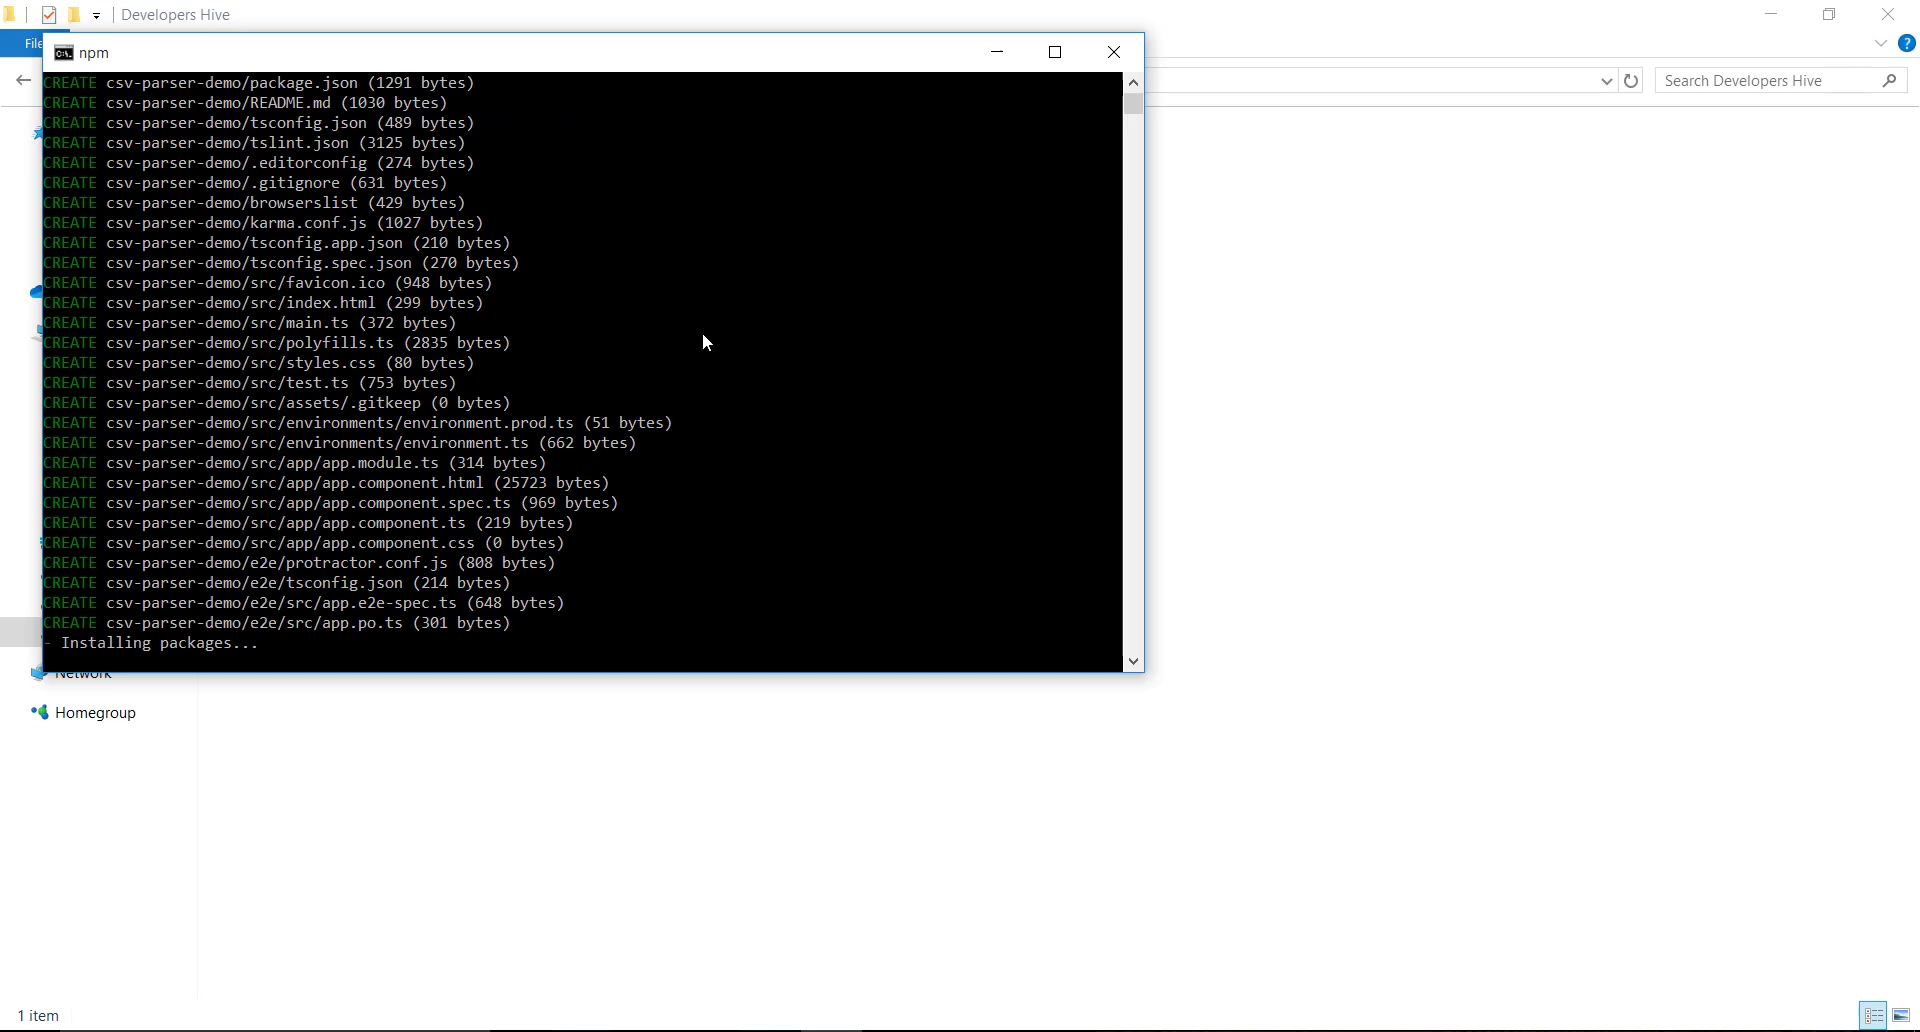 Developers Hive
File
npm
Search Developers Hive
CREATE csv-parser-demo/package.json (1291 bytes)
CREATE csv-parser-demo/README.md (1030 bytes)
CREATE csv-parser-demo/tsconfig.json (489 bytes)
CREATE csv-parser-demo/tslint.json (3125 bytes)
CREATE csv-parser-demo/.editorconfig (274 bytes)
CREATE csv-parser-demo/.gitignore (631 bytes)
CREATE csv-parser-demo/browserslist (429 bytes)
CREATE csv-parser-demo/karma.conf.js (1027 bytes)
CREATE csv-parser-demo/tsconfig.app.json (210 bytes)
CREATE csv-parser-demo/tsconfig.spec.json (270 bytes)
CREATE csv-parser-demo/src/favicon.ico (948 bytes)
CREATE csv-parser-demo/src/index.html (299 bytes)
CREATE csv-parser-demo/src/main.ts (372 bytes)
CREATE csv-parser-demo/src/polyfills.ts (2835 bytes)
CREATE csv-parser-demo/src/styles.css (80 bytes)
CREATE csv-parser-demo/src/test.ts (753 bytes)
CREATE csv-parser-demo/src/assets/.gitkeep (0 bytes)
CREATE csv-parser-demo/src/environments/environment.prod.ts (51 bytes)
CREATE csv-parser-demo/src/environments/environment.ts (662 bytes)
CREATE csv-parser-demo/src/app/app.module.ts (314 bytes)
CREATE csv-parser-demo/src/app/app.component.html (25723 bytes)
CREATE csv-parser-demo/src/app/app.component.spec.ts (969 bytes)
CREATE csv-parser-demo/src/app/app.component.ts (219 bytes)
CREATE csv-parser-demo/src/app/app.component.css (0 bytes)
CREATE csv-parser-demo/e2e/protractor.conf.js (808 bytes)
CREATE csv-parser-demo/e2e/tsconfig.json (214 bytes)
CREATE csv-parser-demo/e2e/src/app.e2e-spec.ts (648 bytes)
CREATE csv-parser-demo/e2e/src/app.po.ts (301 bytes)
- Installing packages...
Network
Homegroup
1 item